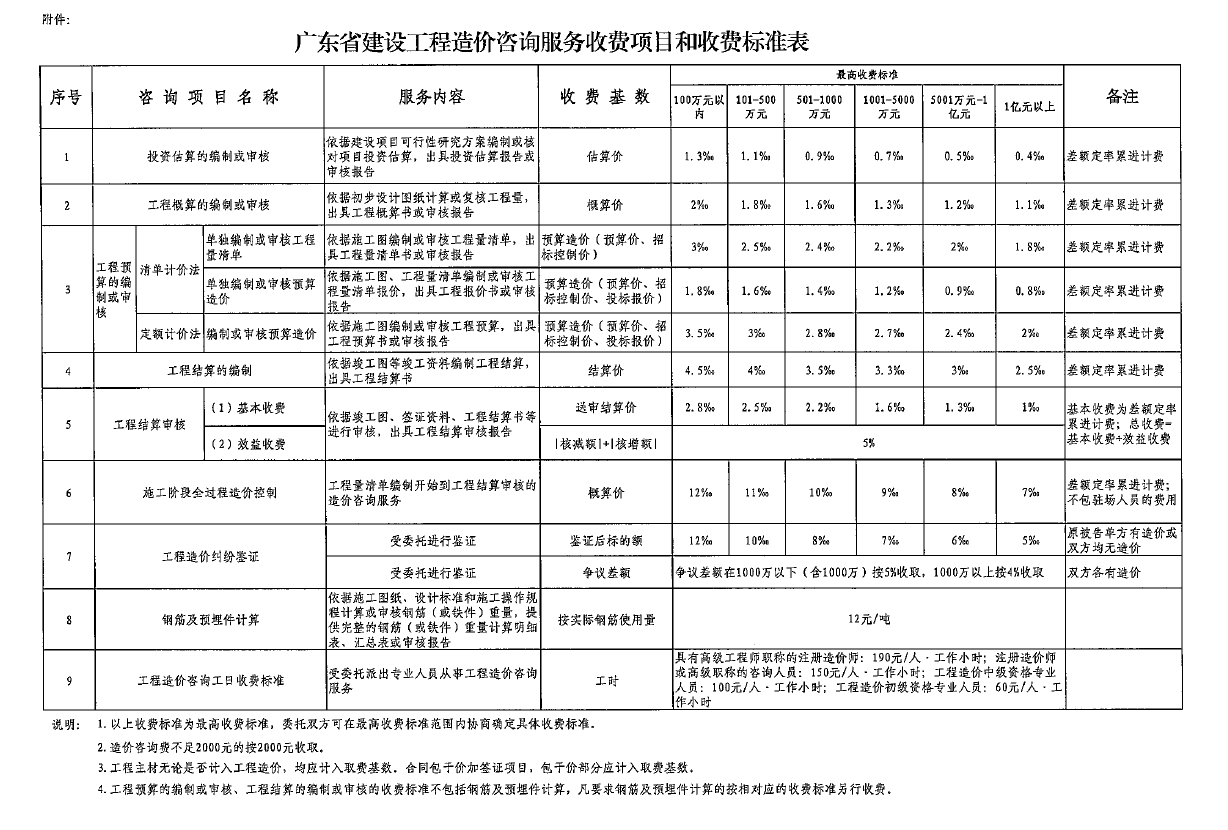 附件:
广东省建设工程造价咨询服务收费项目和收费标准表
序号 咨询项目名称 服务内容 收费基数 最高收费标准 备注
100万元以内 101-500万元 501-1000万元 1001-5000万元 5001万元-1亿元 1亿元以上
1 投资估算的编制或审核
依据建设项目可行性研究方案编制或核
对项目投资估算，出具投资估算报告或
审核报告
估算价 1.3‰ 1.1‰ 0.9‰ 0.7‰ 0.5‰ 0.4‰ 差额定率累进计费
2 工程概算的编制或审核
依据初步设计图纸计算或复核工程量，
出具工程概算书或审核报告
概算价 2‰ 1.8‰ 1.6‰ 1.3‰ 1.2‰ 1.1‰ 差额定率累进计费
3
工程预
算的编
制或审
核
清单计价法
单独编制或审核工程
量清单
依据施工图编制或审核工程量清单，出
具工程量清单书或审核报告
预算造价（预算价、招
标控制价）
3‰ 2.5‰ 2.4‰ 2.2‰ 2‰ 1.8‰ 差额定率累进计费
单独编制或审核预算
造价
依据施工图、工程量清单编制或审核工
程量清单报价，出具工程报价书或审核
报告
预算造价（预算价、招
标控制价、投标报价）
1.8‰ 1.6‰ 1.4‰ 1.2‰ 0.9‰ 0.8‰ 差额定率累进计费
定额计价法 编制或审核预算造价
依据施工图编制或审核工程预算，出具
工程预算书或审核报告
预算造价（预算价、招
标控制价、投标报价）
3.5‰ 3‰ 2.8‰ 2.7‰ 2.4‰ 2‰ 差额定率累进计费
4 工程结算的编制
依据竣工图等竣工资料编制工程结算，
出具工程结算书
结算价 4.5‰ 4‰ 3.5‰ 3.3‰ 3‰ 2.5‰ 差额定率累进计费
5 工程结算审核
（1）基本收费
依据竣工图、签证资料、工程结算书等
进行审核，出具工程结算审核报告
送审结算价 2.8‰ 2.5‰ 2.2‰ 1.6‰ 1.3‰ 1‰
（2）效益收费
|核减额|+|核增额| 5%
基本收费为差额定率
累进计费；总收费=
基本收费+效益收费
6 施工阶段全过程造价控制
工程量清单编制开始到工程结算审核的
造价咨询服务
概算价 12‰ 11‰ 10‰ 9‰ 8‰ 7‰
差额定率累进计费；
不包驻场人员的费用
7 工程造价纠纷鉴证
受委托进行鉴证 鉴证后标的额 12‰ 10‰ 8‰ 7‰ 6‰ 5‰
原被告单方有造价或
双方均无造价
受委托进行鉴证 争议差额 争议差额在1000万以下（含1000万）按5%收取，1000万以上按4%收取 双方各有造价
8 钢筋及预埋件计算
依据施工图纸、设计标准和施工操作规
程计算或审核钢筋（或铁件）重量，提
供完整的钢筋（或铁件）重量计算明细
表、汇总表或审核报告
按实际钢筋使用量 12元/吨
9 工程造价咨询工日收费标准
受委托派出专业人员从事工程造价咨询
服务
工时
具有高级工程师职称的注册造价师：190元/人·工作小时；注册造价师
或高级职称的咨询人员：150元/人·工作小时；工程造价中级资格专业
人员：100元/人·工作小时；工程造价初级资格专业人员：60元/人·工
作小时
说明： 1.以上收费标准为最高收费标准，委托双方可在最高收费标准范围内协商确定具体收费标准。
2.造价咨询费不足2000元的按2000元收取。
3.工程主材无论是否计入工程造价，均应计入取费基数。合同包干价加签证项目，包干价部分应计入取费基数。
4.工程预算的编制或审核、工程结算的编制或审核的收费标准不包括钢筋及预埋件计算，凡要求钢筋及预埋件计算的按相对应的收费标准另行收费。